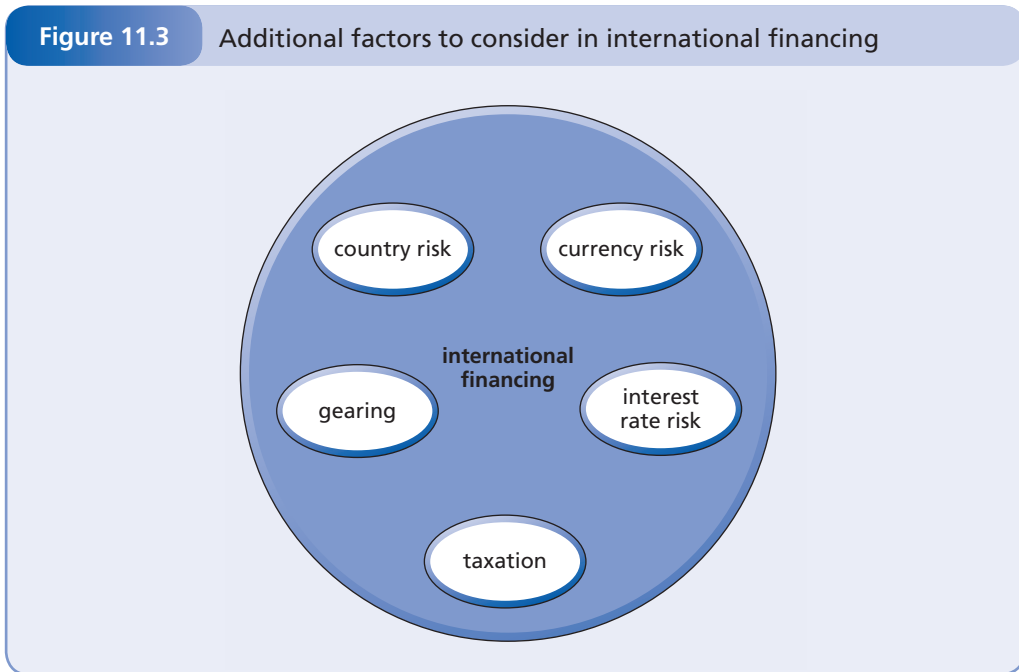 Figure 11.3
Additional factors to consider in international financing
country risk
currency risk
international
financing
gearing
interest
rate risk
taxation